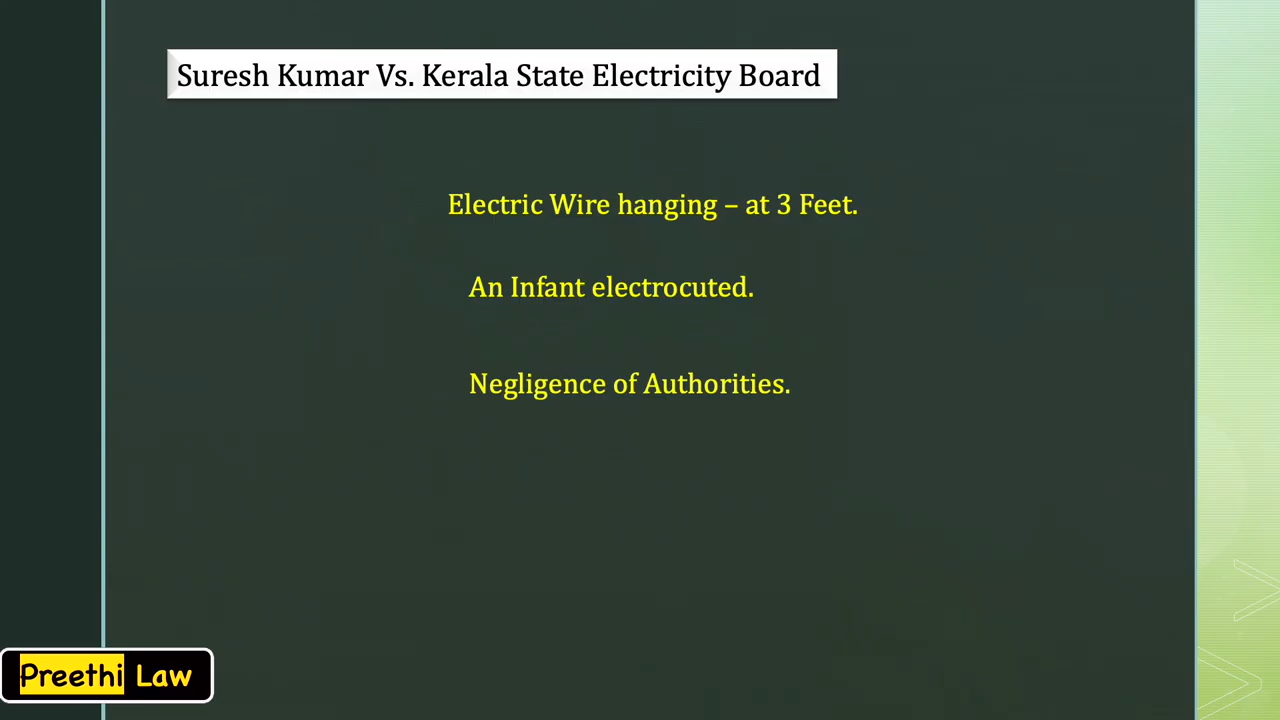 Suresh Kumar Vs. Kerala State Electricity Board
Electric Wire hanging – at 3 Feet.
An Infant electrocuted.
Negligence of Authorities.
Preethi Law